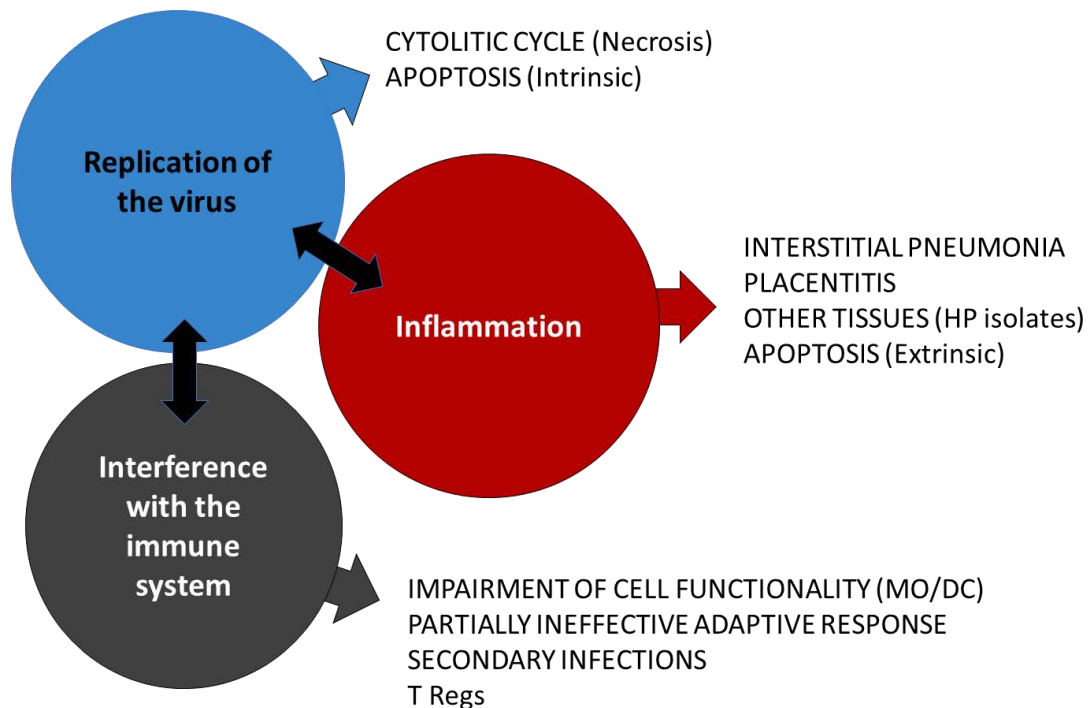 CYTOLITIC CYCLE (Necrosis)
APOPTOSIS (Intrinsic)
Replication of
the virus
INTERSTITIAL PNEUMONIA
PLACENTITIS
OTHER TISSUES (HP isolates)
APOPTOSIS (Extrinsic)
Inflammation
Interference
with the
immune
system
IMPAIRMENT OF CELL FUNCTIONALITY (MO/DC)
PARTIALLY INEFFECTIVE ADAPTIVE RESPONSE
SECONDARY INFECTIONS
T Regs